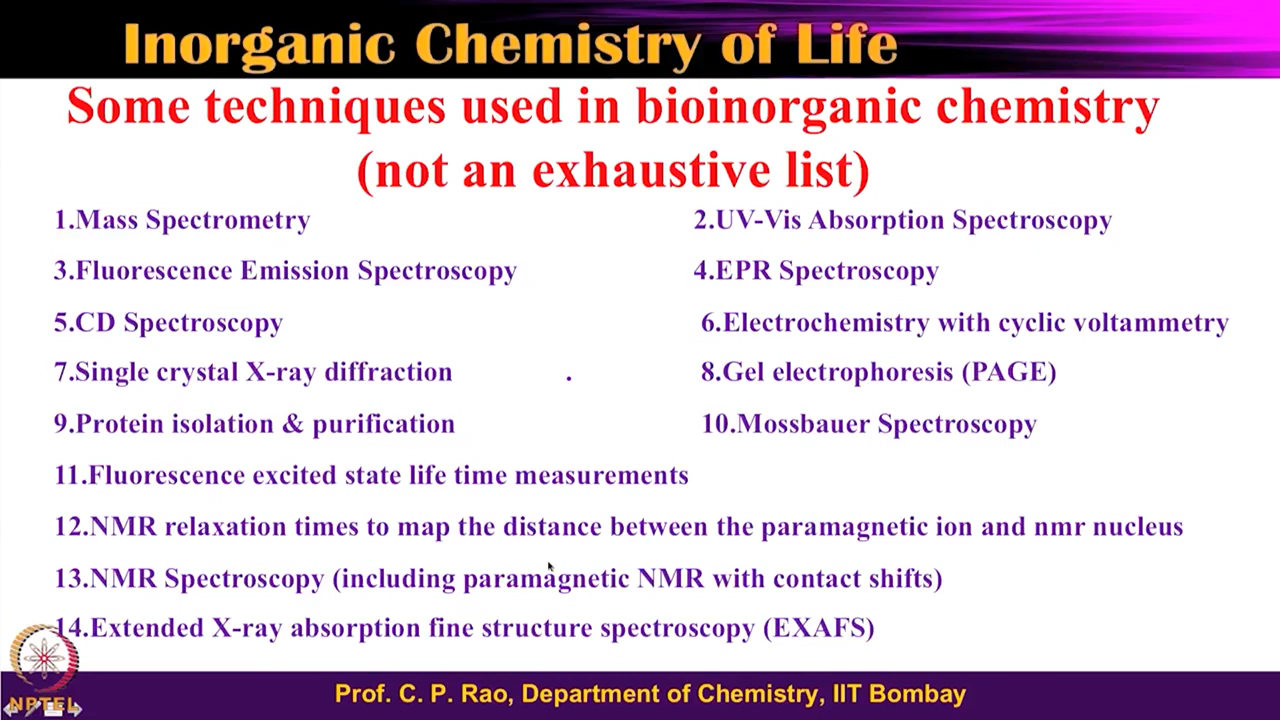 Inorganic Chemistry of Life
Some techniques used in bioinorganic chemistry
(not an exhaustive list)
1.Mass Spectrometry 2.UV-Vis Absorption Spectroscopy
3.Fluorescence Emission Spectroscopy 4.EPR Spectroscopy
5.CD Spectroscopy 6.Electrochemistry with cyclic voltammetry
7.Single crystal X-ray diffraction . 8.Gel electrophoresis (PAGE)
9.Protein isolation & purification 10.Mossbauer Spectroscopy
11.Fluorescence excited state life time measurements
12.NMR relaxation times to map the distance between the paramagnetic ion and nmr nucleus
13.NMR Spectroscopy (including paramagnetic NMR with contact shifts)
14.Extended X-ray absorption fine structure spectroscopy (EXAFS)
Prof. C. P. Rao, Department of Chemistry, IIT Bombay
NPTEL